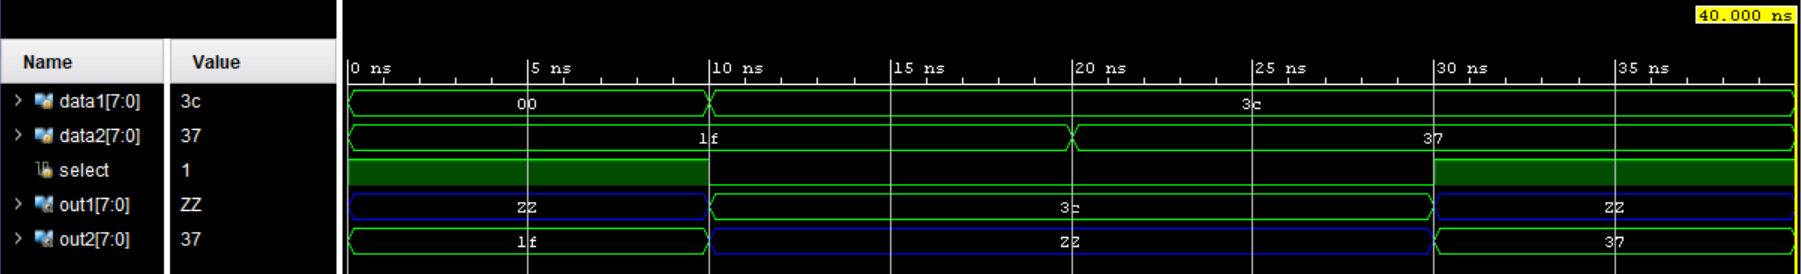 40.000 ns
Name Value
0 ns 5 ns 10 ns 15 ns 20 ns 25 ns 30 ns 35 ns
data1[7:0] 3c 00 3c
data2[7:0] 37 1f 37
select 1
out1[7:0] ZZ ZZ 3c ZZ
out2[7:0] 37 1f ZZ 37